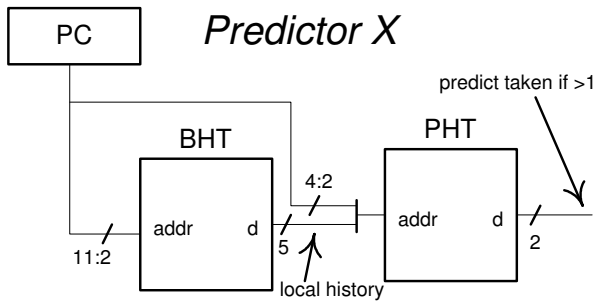 PC
Predictor X
predict taken if >1
BHT
PHT
4:2
addr
d
5
addr
d
11:2
2
local history